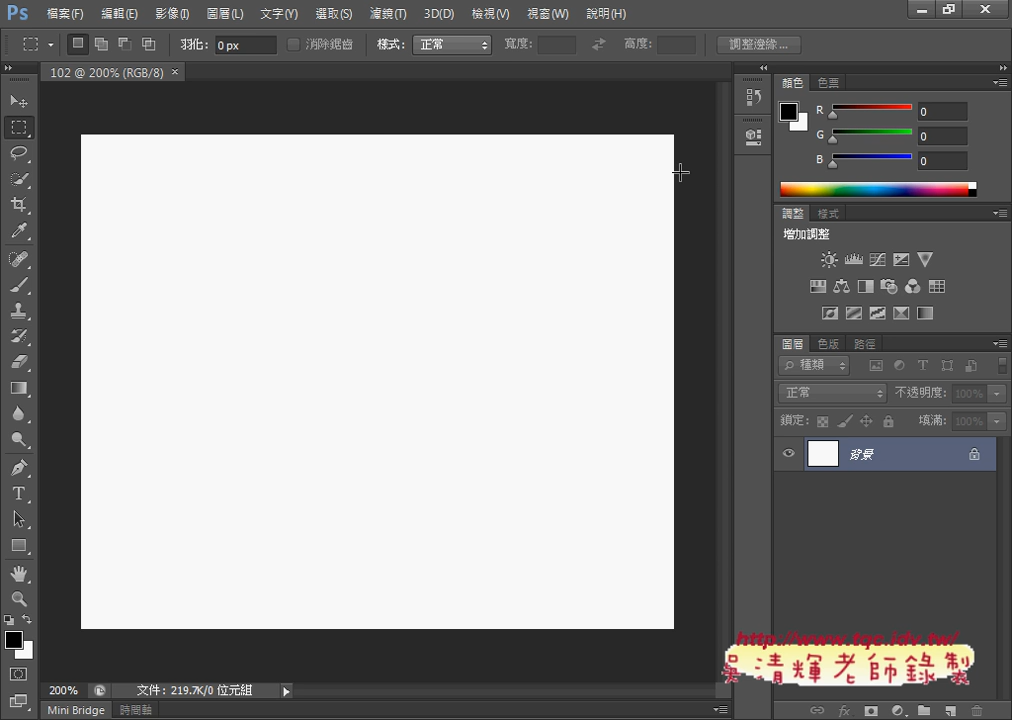 Ps 檔案(F) 編輯(E) 影像(I) 圖層(L) 文字(Y) 選取(S) 濾鏡(T) 3D(D) 檢視(V) 視窗(W) 說明(H)
羽化: 0 px 消除鋸齒 樣式: 正常 寬度: 高度: 調整邊緣...
102 @ 200% (RGB/8) ×
顏色 色票
R 0
G 0
B 0
調整 樣式
增加調整
圖層 色版 路徑
種類
正常 不透明度: 100%
鎖定: 填滿: 100%
背景
http://www.tqc.idv.tw/
吳清輝老師錄製
200% 文件: 219.7K/0 位元組
Mini Bridge 時間軸